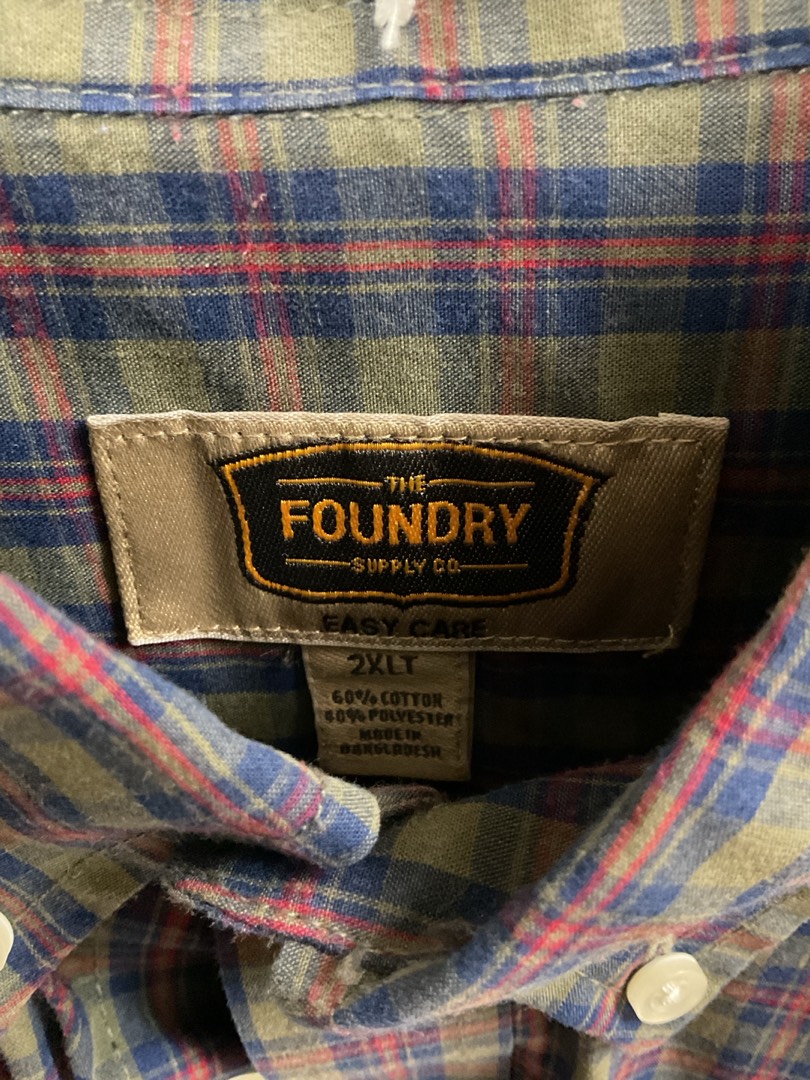 THE
FOUNDRY
SUPPLY CO.
EASY CARE
2XLT
60% COTTON
40% POLYESTER
MADE IN
BANGLADESH